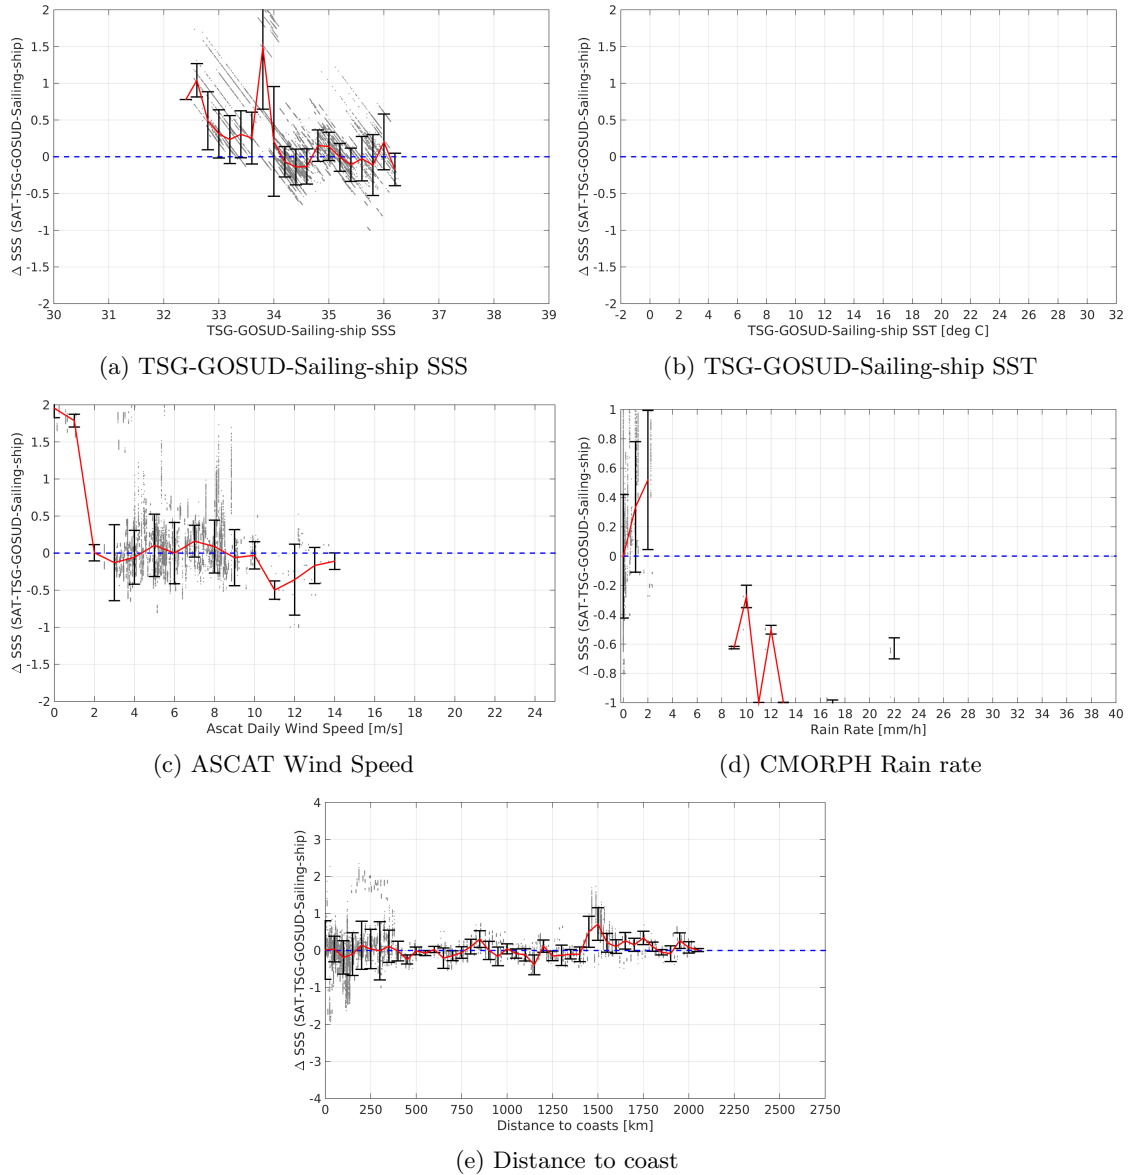 2
1.5
1
0.5
0
-0.5
-1
-1.5
-2
Δ SSS (SAT-TSG-GOSUD-Sailing-ship)
30 31 32 33 34 35 36 37 38 39
TSG-GOSUD-Sailing-ship SSS
(a) TSG-GOSUD-Sailing-ship SSS
2
1.5
1
0.5
0
-0.5
-1
-1.5
-2
Δ SSS (SAT-TSG-GOSUD-Sailing-ship)
-2 0 2 4 6 8 10 12 14 16 18 20 22 24 26 28 30 32
TSG-GOSUD-Sailing-ship SST [deg C]
(b) TSG-GOSUD-Sailing-ship SST
2
1.5
1
0.5
0
-0.5
-1
-1.5
-2
Δ SSS (SAT-TSG-GOSUD-Sailing-ship)
0 2 4 6 8 10 12 14 16 18 20 22 24
Ascat Daily Wind Speed [m/s]
(c) ASCAT Wind Speed
1
0.8
0.6
0.4
0.2
0
-0.2
-0.4
-0.6
-0.8
-1
Δ SSS (SAT-TSG-GOSUD-Sailing-ship)
0 2 4 6 8 10 12 14 16 18 20 22 24 26 28 30 32 34 36 38 40
Rain Rate [mm/h]
(d) CMORPH Rain rate
4
3
2
1
0
-1
-2
-3
-4
Δ SSS (SAT-TSG-GOSUD-Sailing-ship)
0 250 500 750 1000 1250 1500 1750 2000 2250 2500 2750
Distance to coasts [km]
(e) Distance to coast